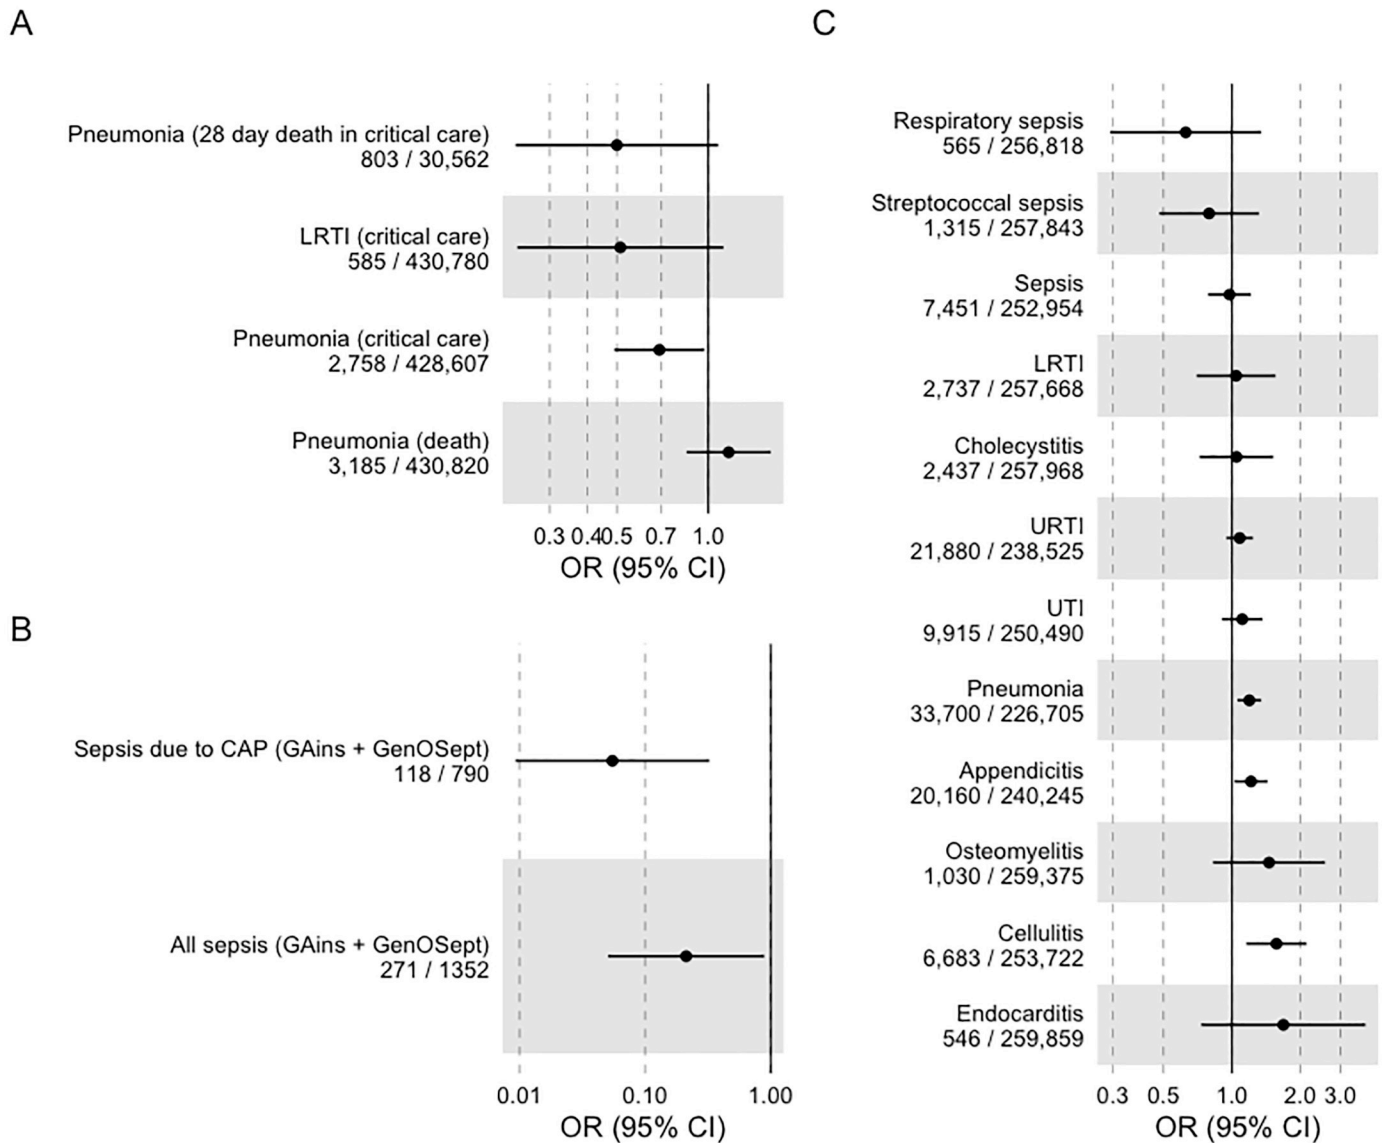 A
Pneumonia (28 day death in critical care)
803 / 30,562
LRTI (critical care)
585 / 430,780
Pneumonia (critical care)
2,758 / 428,607
Pneumonia (death)
3,185 / 430,820
0.3 0.4 0.5 0.7 1.0
OR (95% CI)
B
Sepsis due to CAP (GAins + GenOSept)
118 / 790
All sepsis (GAins + GenOSept)
271 / 1352
0.01 0.10 1.00
OR (95% CI)
C
Respiratory sepsis
565 / 256,818
Streptococcal sepsis
1,315 / 257,843
Sepsis
7,451 / 252,954
LRTI
2,737 / 257,668
Cholecystitis
2,437 / 257,968
URTI
21,880 / 238,525
UTI
9,915 / 250,490
Pneumonia
33,700 / 226,705
Appendicitis
20,160 / 240,245
Osteomyelitis
1,030 / 259,375
Cellulitis
6,683 / 253,722
Endocarditis
546 / 259,859
0.3 0.5 1.0 2.0 3.0
OR (95% CI)